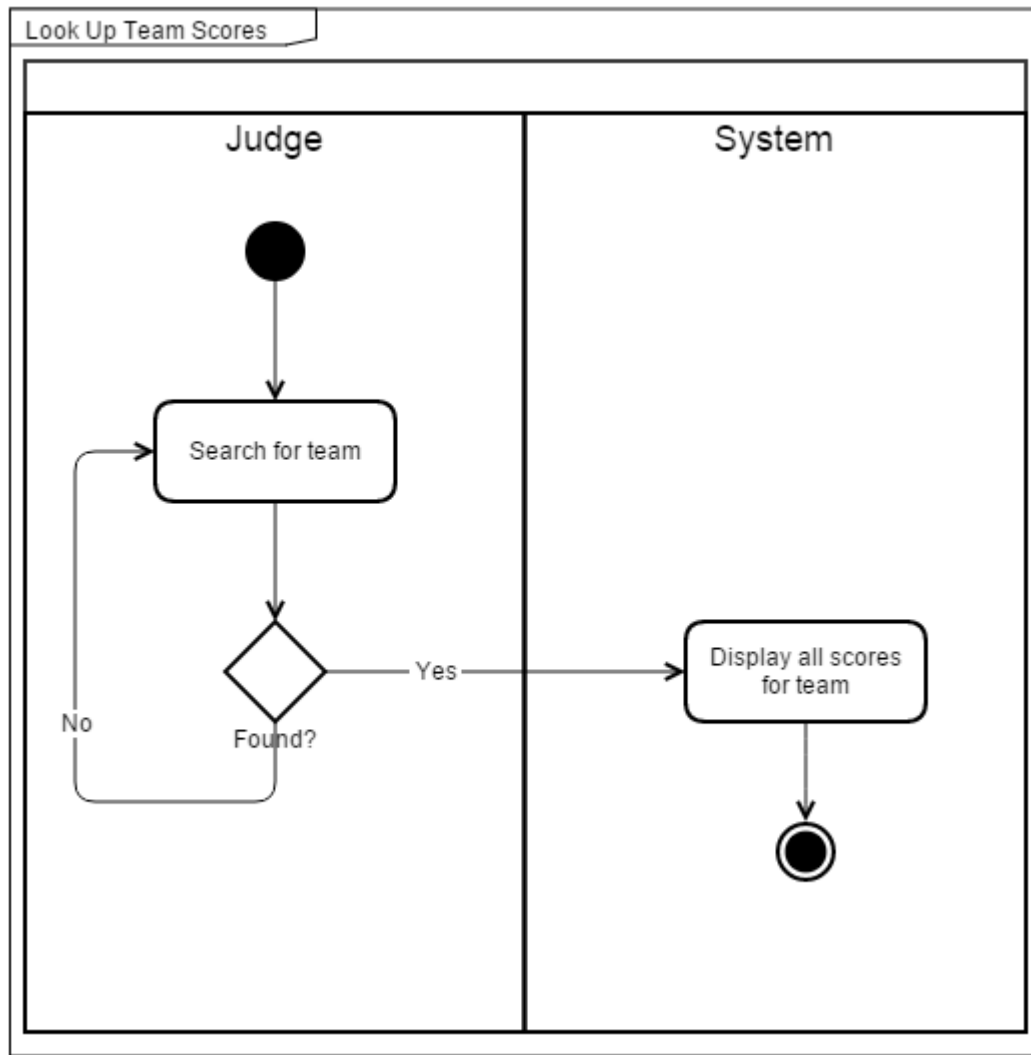 Look Up Team Scores
Judge
System
Search for team
Yes
Display all scores
for team
No
Found?